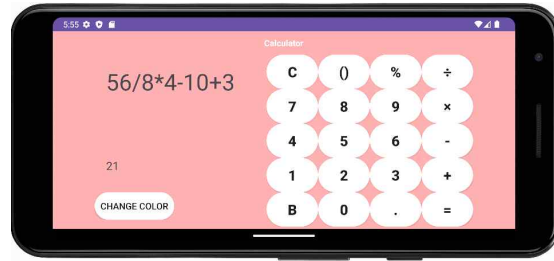 5:55
Calculator
56/8*4-10+3
21
CHANGE COLOR
C () % ÷
7 8 9 ×
4 5 6 -
1 2 3 +
B 0 . =